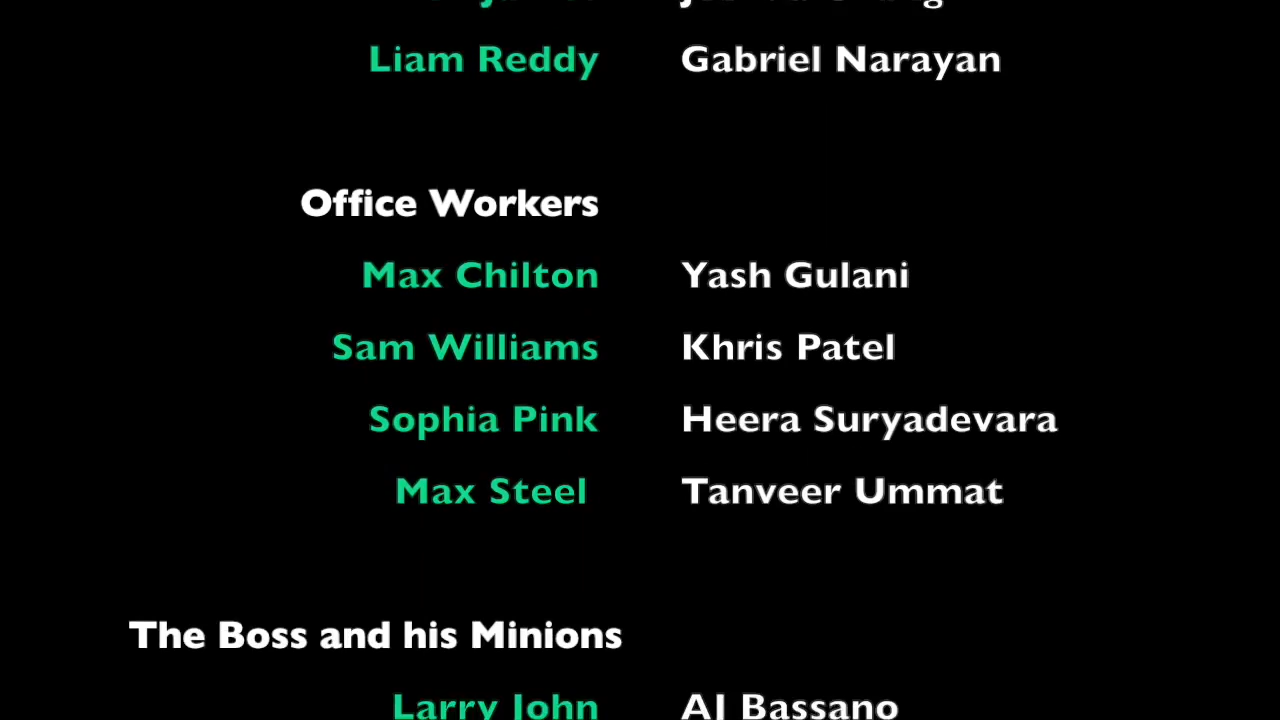 Liam Reddy Gabriel Narayan
Office Workers
Max Chilton Yash Gulani
Sam Williams Khris Patel
Sophia Pink Heera Suryadevara
Max Steel Tanveer Ummat
The Boss and his Minions
Larry John AJ Bassano